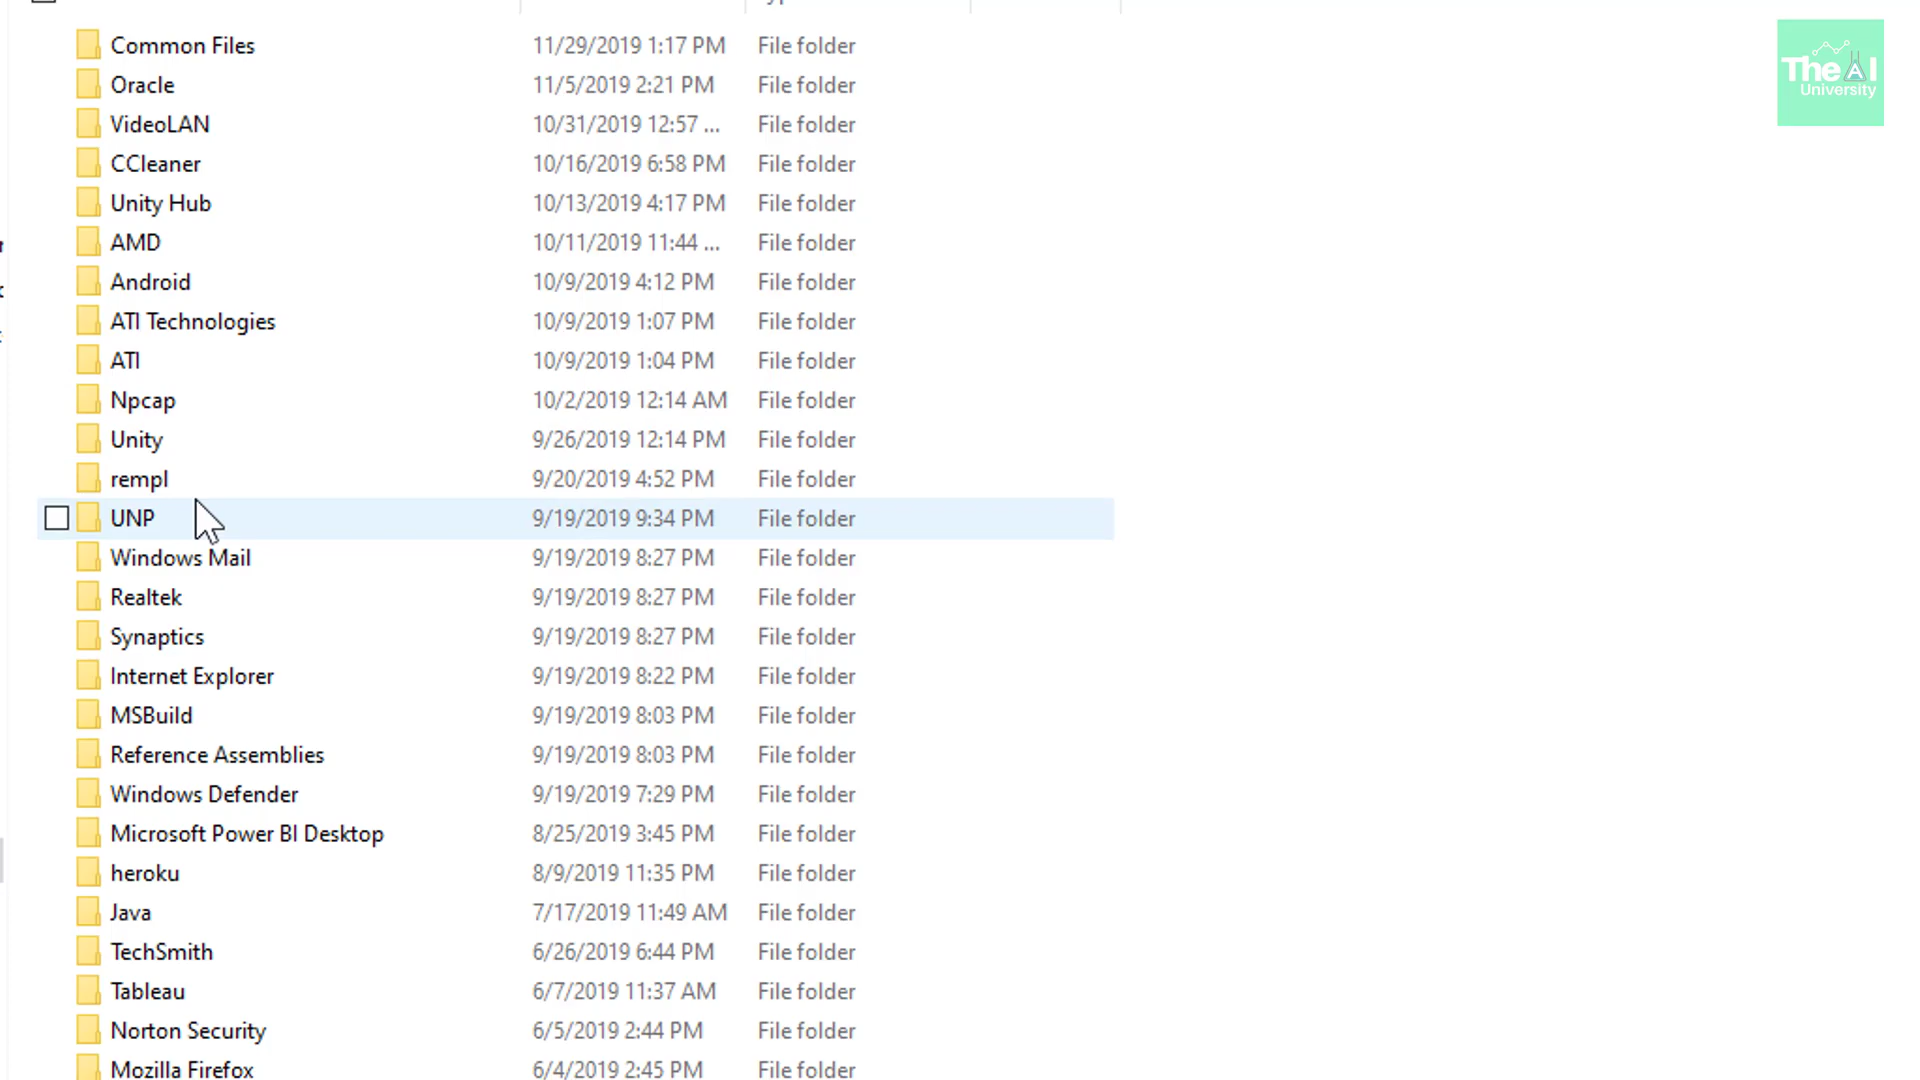 Common Files 11/29/2019 1:17 PM File folder
Oracle 11/5/2019 2:21 PM File folder
VideoLAN 10/31/2019 12:57 ... File folder
CCleaner 10/16/2019 6:58 PM File folder
Unity Hub 10/13/2019 4:17 PM File folder
AMD 10/11/2019 11:44 ... File folder
Android 10/9/2019 4:12 PM File folder
ATI Technologies 10/9/2019 1:07 PM File folder
ATI 10/9/2019 1:04 PM File folder
Npcap 10/2/2019 12:14 AM File folder
Unity 9/26/2019 12:14 PM File folder
rempl 9/20/2019 4:52 PM File folder
UNP 9/19/2019 9:34 PM File folder
Windows Mail 9/19/2019 8:27 PM File folder
Realtek 9/19/2019 8:27 PM File folder
Synaptics 9/19/2019 8:27 PM File folder
Internet Explorer 9/19/2019 8:22 PM File folder
MSBuild 9/19/2019 8:03 PM File folder
Reference Assemblies 9/19/2019 8:03 PM File folder
Windows Defender 9/19/2019 7:29 PM File folder
Microsoft Power BI Desktop 8/25/2019 3:45 PM File folder
heroku 8/9/2019 11:35 PM File folder
Java 7/17/2019 11:49 AM File folder
TechSmith 6/26/2019 6:44 PM File folder
Tableau 6/7/2019 11:37 AM File folder
Norton Security 6/5/2019 2:44 PM File folder
Mozilla Firefox 6/4/2019 2:45 PM File folder
The AI
University